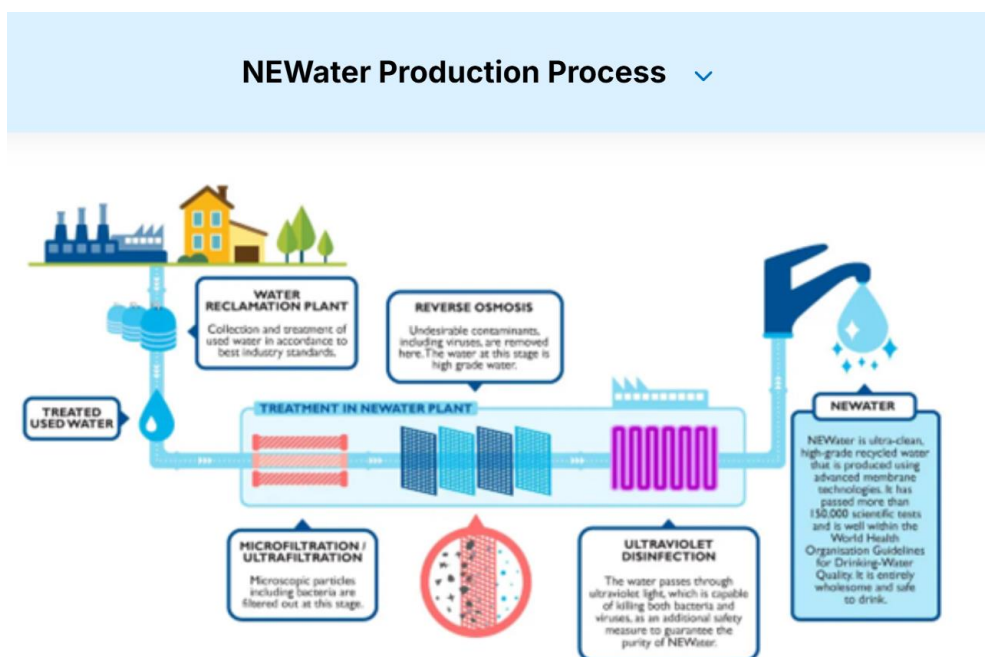 NEWater Production Process
WATER
RECLAMATION PLANT
Collection and treatment of
used water in accordance to
best industry standards.
REVERSE OSMOSIS
Undesirable contaminants,
including viruses, are removed
here. The water at this stage is
high grade water.
TREATED
USED WATER
TREATMENT IN NEWATER PLANT
MICROFILTRATION /
ULTRAFILTRATION
Microscopic particles
including bacteria are
filtered out at this stage.
ULTRAVIOLET
DISINFECTION
The water passes through
ultraviolet light, which is capable
of killing both bacteria and
viruses, as an additional safety
measure to guarantee the
purity of NEWater.
NEWATER
NEWater is ultra-clean,
high-grade recycled water
that is produced using
advanced membrane
technologies. It has
passed more than
150,000 scientific tests
and is well within the
World Health
Organisation Guidelines
for Drinking-Water
Quality. It is entirely
wholesome and safe
to drink.